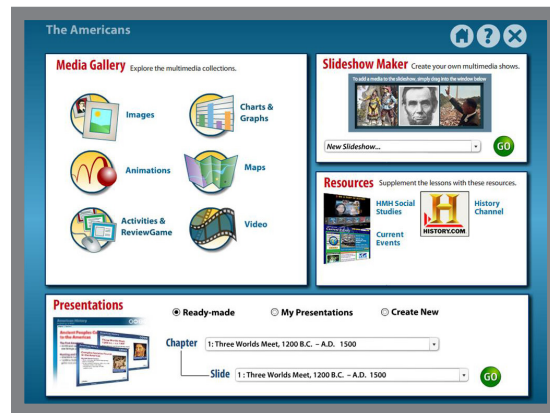 The Americans
Media Gallery Explore the multimedia collections.
Images
Charts &
Graphs
Animations
Maps
Activities &
ReviewGame
Video
Slideshow Maker Create your own multimedia shows.
To add a media to the slideshow, simply drag into the window below
New Slideshow...
GO
Resources Supplement the lessons with these resources.
HMH Social
Studies
Current
Events
H
HISTORY.COM
History
Channel
Presentations
Ready-made
My Presentations
Create New
Chapter
1: Three Worlds Meet, 1200 B.C. – A.D. 1500
Slide
1 : Three Worlds Meet, 1200 B.C. – A.D. 1500
GO
American History
Ancient Peoples